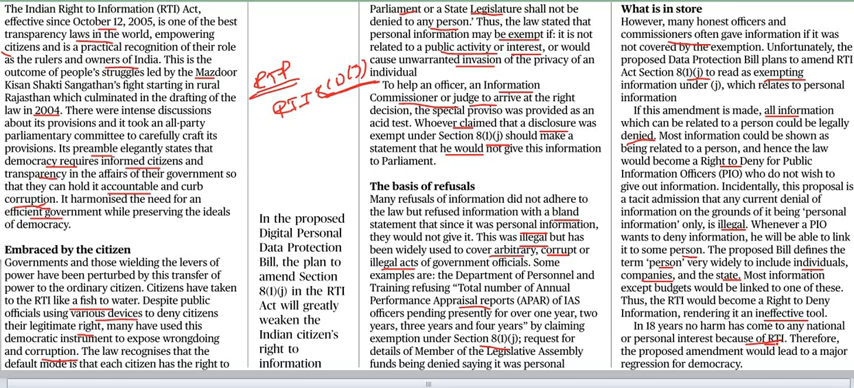 The Indian Right to Information (RTI) Act,
effective since October 12, 2005, is one of the best
transparency laws in the world, empowering
citizens and is a practical recognition of their role
as the rulers and owners of India. This is the
outcome of people's struggles led by the Mazdoor
Kisan Shakti Sangathan's fight starting in rural
Rajasthan which culminated in the drafting of the
law in 2004. There were intense discussions
about its provisions and it took an all-party
parliamentary committee to carefully craft its
provisions. Its preamble elegantly states that
democracy requires informed citizens and
transparency in the affairs of their government so
that they can hold it accountable and curb
corruption. It harmonised the need for an
efficient government while preserving the ideals
of democracy.
Embraced by the citizen
Governments and those wielding the levers of
power have been perturbed by this transfer of
power to the ordinary citizen. Citizens have taken
to the RTI like a fish to water. Despite public
officials using various devices to deny citizens
their legitimate right, many have used this
democratic instrument to expose wrongdoing
and corruption. The law recognises that the
default mode is that each citizen has the right to
RTI 8(1)(J)
In the proposed
Digital Personal
Data Protection
Bill, the plan to
amend Section
8(1)(j) in the RTI
Act will greatly
weaken the
Indian citizen's
right to
information
Parliament or a State Legislature shall not be
denied to any person.' Thus, the law stated that
personal information may be exempt if: it is not
related to a public activity or interest, or would
cause unwarranted invasion of the privacy of an
individual
To help an officer, an Information
Commissioner or judge to arrive at the right
decision, the special proviso was provided as an
acid test. Whoever claimed that a disclosure was
exempt under Section 8(1)(j) should make a
statement that he would not give this information
to Parliament.
The basis of refusals
Many refusals of information did not adhere to
the law but refused information with a bland
statement that since it was personal information,
they would not give it. This was illegal but has
been widely used to cover arbitrary, corrupt or
illegal acts of government officials. Some
examples are: the Department of Personnel and
Training refusing "Total number of Annual
Performance Appraisal reports (APAR) of IAS
officers pending presently for over one year, two
years, three years and four years" by claiming
exemption under Section 8(1)(j); request for
details of Member of the Legislative Assembly
funds being denied saying it was personal
What is in store
However, many honest officers and
commissioners often gave information if it was
not covered by the exemption. Unfortunately, the
proposed Data Protection Bill plans to amend RTI
Act Section 8(1)(j) to read as exempting
information under (j), which relates to personal
information
If this amendment is made, all information
which can be related to a person could be legally
denied. Most information could be shown as
being related to a person, and hence the law
would become a Right to Deny for Public
Information Officers (PIO) who do not wish to
give out information. Incidentally, this proposal is
a tacit admission that any current denial of
information on the grounds of it being 'personal
information' only, is illegal. Whenever a PIO
wants to deny information, he will be able to link
it to some person. The proposed Bill defines the
term 'person' very widely to include individuals,
companies, and the state. Most information
except budgets would be linked to one of these.
Thus, the RTI would become a Right to Deny
Information, rendering it an ineffective tool.
In 18 years no harm has come to any national
or personal interest because of RTI. Therefore,
the proposed amendment would lead to a major
regression for democracy.